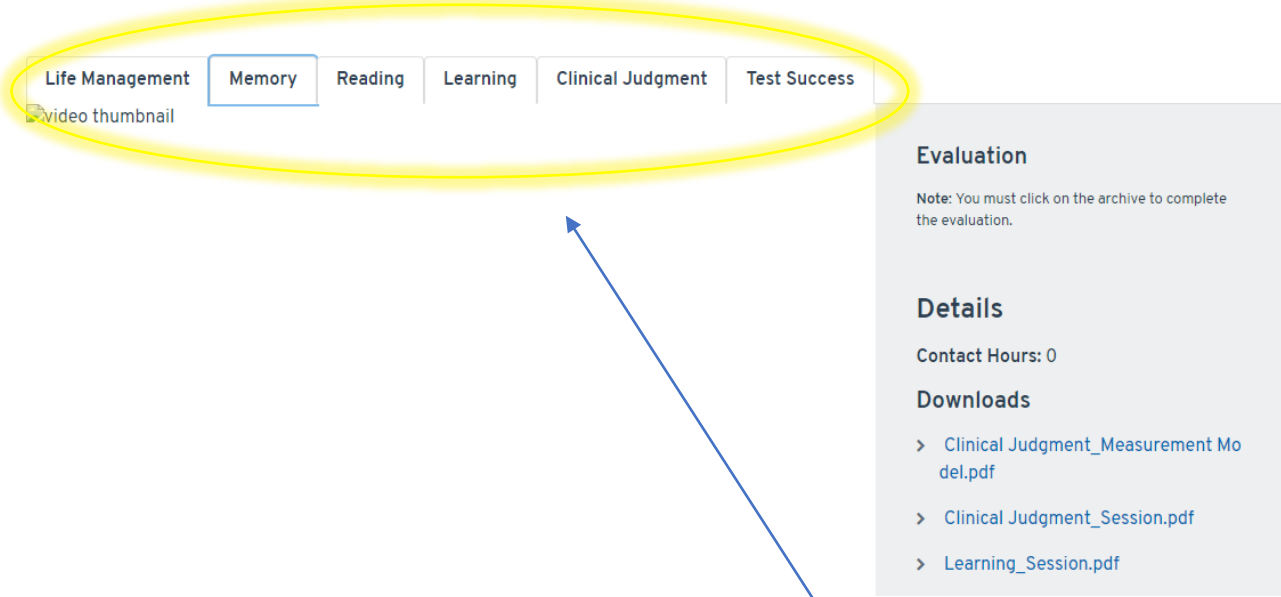 Life Management Memory Reading Learning Clinical Judgment Test Success
video thumbnail
Evaluation
Note: You must click on the archive to complete
the evaluation.
Details
Contact Hours: 0
Downloads
Clinical Judgment_Measurement Mo
del.pdf
Clinical Judgment_Session.pdf
Learning_Session.pdf